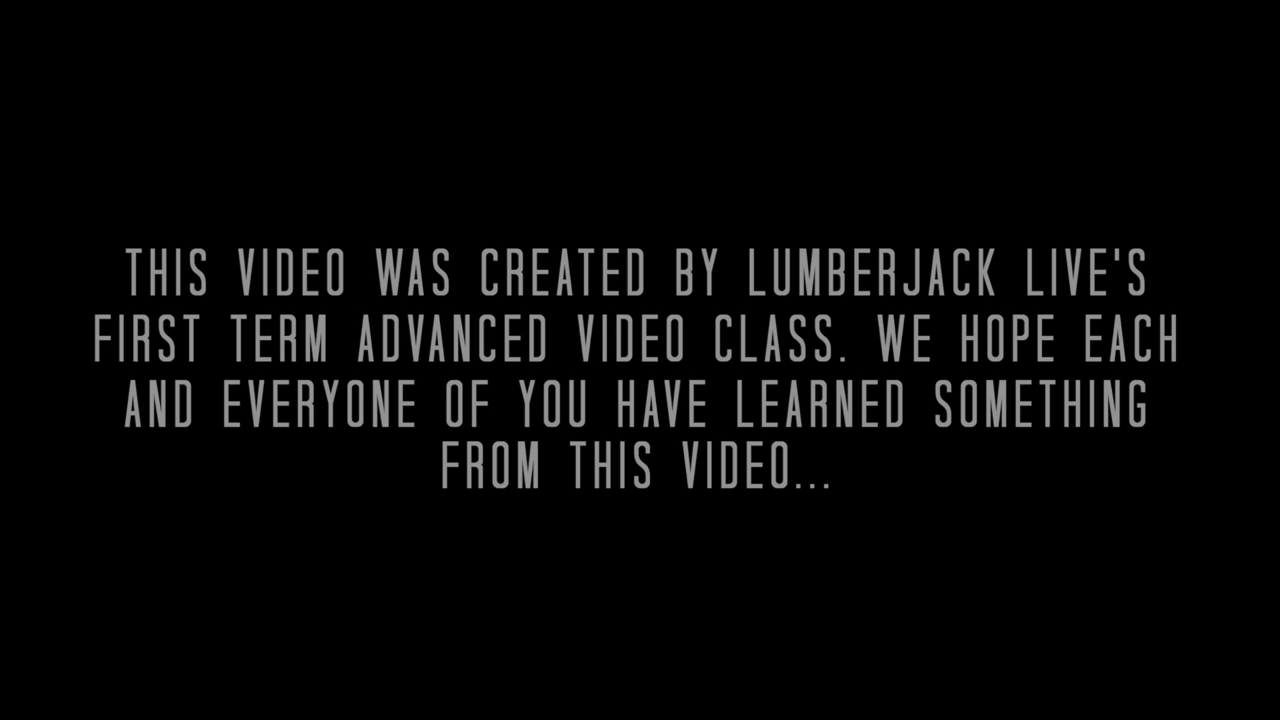 THIS VIDEO WAS CREATED BY LUMBERJACK LIVE'S
FIRST TERM ADVANCED VIDEO CLASS. WE HOPE EACH
AND EVERYONE OF YOU HAVE LEARNED SOMETHING
FROM THIS VIDEO...